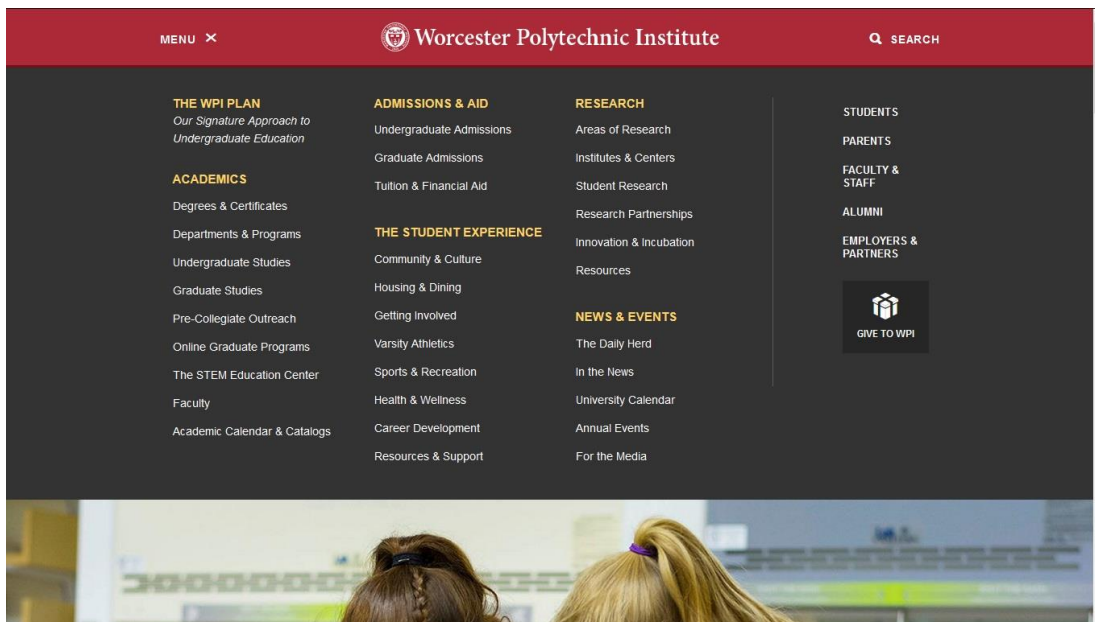 MENU ✕
Worcester Polytechnic Institute
SEARCH
THE WPI PLAN
Our Signature Approach to
Undergraduate Education
ACADEMICS
Degrees & Certificates
Departments & Programs
Undergraduate Studies
Graduate Studies
Pre-Collegiate Outreach
Online Graduate Programs
The STEM Education Center
Faculty
Academic Calendar & Catalogs
ADMISSIONS & AID
Undergraduate Admissions
Graduate Admissions
Tuition & Financial Aid
THE STUDENT EXPERIENCE
Community & Culture
Housing & Dining
Getting Involved
Varsity Athletics
Sports & Recreation
Health & Wellness
Career Development
Resources & Support
RESEARCH
Areas of Research
Institutes & Centers
Student Research
Research Partnerships
Innovation & Incubation
Resources
NEWS & EVENTS
The Daily Herd
In the News
University Calendar
Annual Events
For the Media
STUDENTS
PARENTS
FACULTY &
STAFF
ALUMNI
EMPLOYERS &
PARTNERS
GIVE TO WPI